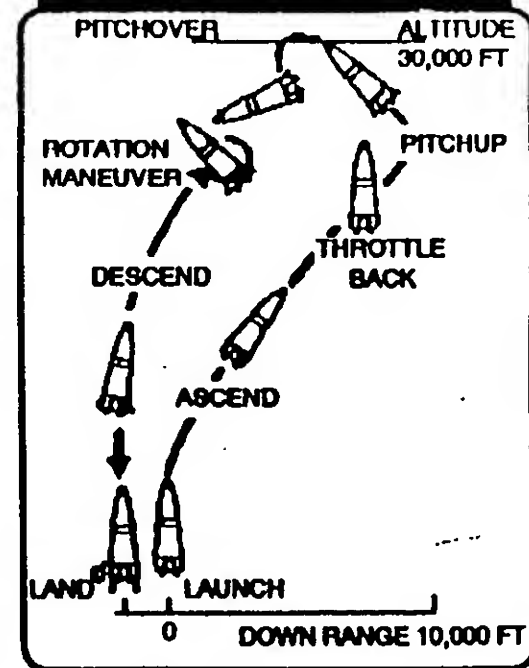 PITCHOVER
ALTITUDE
30,000 FT
ROTATION
MANEUVER
PITCHUP
THROTTLE
BACK
DESCEND
ASCEND
LAND
LAUNCH
0
DOWN RANGE 10,000 FT